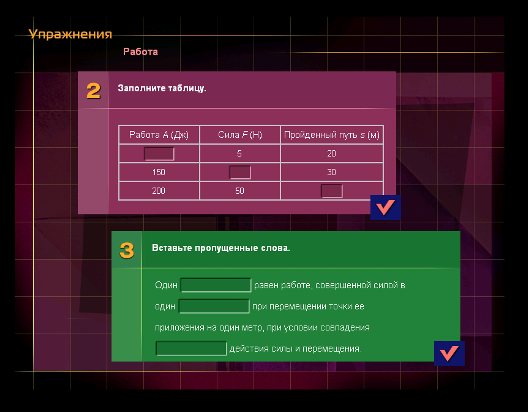 Упражнения
Работа
2 Заполните таблицу.
Работа А (Дж) Сила F (Н) Пройденный путь s (м)
5 20
150 30
200 50
3 Вставьте пропущенные слова.
Один равен работе, совершенной силой в
один при перемещении точки ее
приложения на один метр, при условии совпадения
действия силы и перемещения.